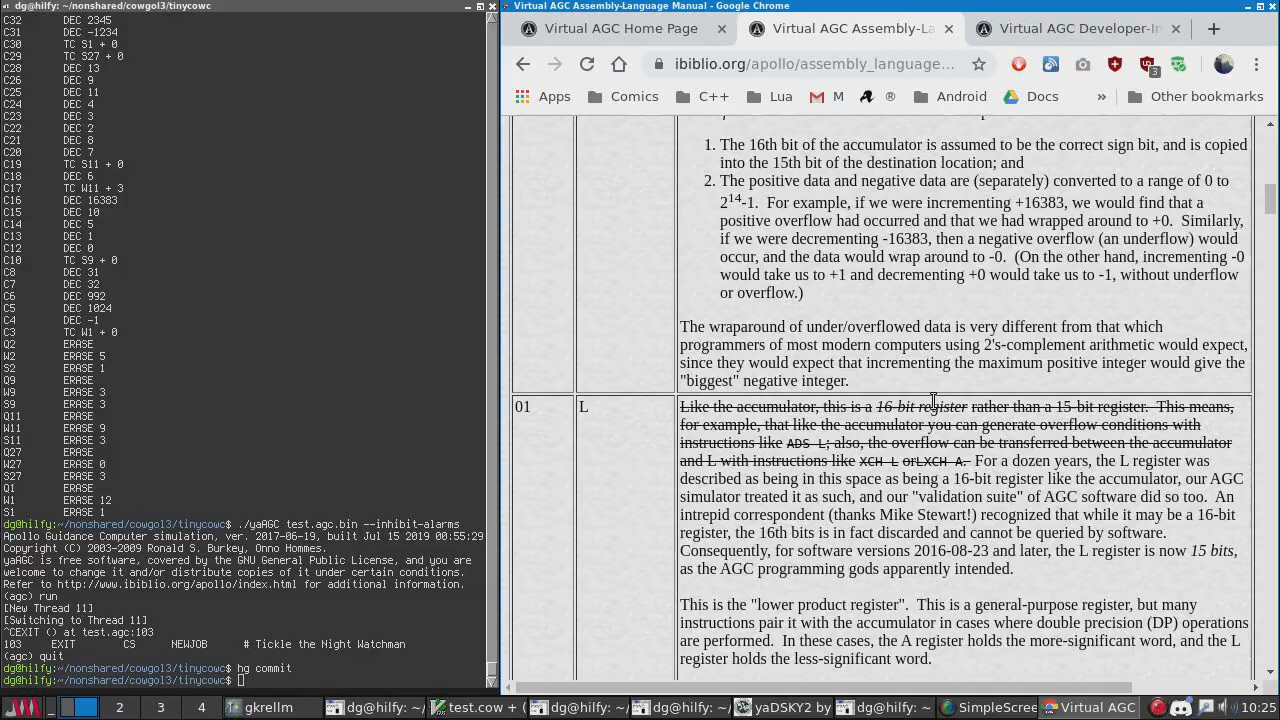 dg@hilfy: ~/nonshared/cowgol3/tinycowc
C32 DEC 2345
C31 DEC -1234
C30 TC S1 + 0
C29 TC S27 + 0
C28 DEC 13
C26 DEC 9
C25 DEC 11
C24 DEC 4
C23 DEC 3
C22 DEC 2
C21 DEC 8
C20 DEC 7
C19 TC S11 + 0
C18 DEC 6
C17 TC W11 + 3
C16 DEC 16383
C15 DEC 10
C14 DEC 5
C13 DEC 1
C12 DEC 0
C10 TC S9 + 0
C8 DEC 31
C7 DEC 32
C6 DEC 992
C5 DEC 1024
C4 DEC -1
C3 TC W1 + 0
Q2 ERASE
W2 ERASE 5
S2 ERASE 1
Q9 ERASE
W9 ERASE 3
S9 ERASE 3
Q11 ERASE
W11 ERASE 9
S11 ERASE 3
Q27 ERASE
W27 ERASE 0
S27 ERASE 3
Q1 ERASE
W1 ERASE 12
S1 ERASE 1
dg@hilfy:~/nonshared/cowgol3/tinycowc$ ./yaAGC test.agc.bin --inhibit-alarms
Apollo Guidance Computer simulation, ver. 2017-06-19, built Jul 15 2019 00:55:29
Copyright (C) 2003-2009 Ronald S. Burkey, Onno Hommes.
yaAGC is free software, covered by the GNU General Public License, and you are
welcome to change it and/or distribute copies of it under certain conditions.
Refer to http://www.ibiblio.org/apollo/index.html for additional information.
(agc) run
[New Thread 11]
[Switching to Thread 11]
^CEXIT () at test.agc:103
103 EXIT CS NEWJOB # Tickle the Night Watchman
(agc) quit
dg@hilfy:~/nonshared/cowgol3/tinycowc$ hg commit
dg@hilfy:~/nonshared/cowgol3/tinycowc$
Virtual AGC Assembly-Language Manual - Google Chrome
Virtual AGC Home Page Virtual AGC Assembly-La Virtual AGC Developer-In
ibiblio.org/apollo/assembly_language... 3
Apps Comics C++ Lua M ® Android Docs » Other bookmarks
1. The 16th bit of the accumulator is assumed to be the correct sign bit, and is copied
into the 15th bit of the destination location; and
2. The positive data and negative data are (separately) converted to a range of 0 to
2¹⁴-1. For example, if we were incrementing +16383, we would find that a
positive overflow had occurred and that we had wrapped around to +0. Similarly,
if we were decrementing -16383, then a negative overflow (an underflow) would
occur, and the data would wrap around to -0. (On the other hand, incrementing -0
would take us to +1 and decrementing +0 would take us to -1, without underflow
or overflow.)
The wraparound of under/overflowed data is very different from that which
programmers of most modern computers using 2's-complement arithmetic would expect,
since they would expect that incrementing the maximum positive integer would give the
"biggest" negative integer.
01 L Like the accumulator, this is a 16-bit register rather than a 15-bit register. This means,
for example, that like the accumulator you can generate overflow conditions with
instructions like ADS L; also, the overflow can be transferred between the accumulator
and L with instructions like XCH L orLXCH A. For a dozen years, the L register was
described as being in this space as being a 16-bit register like the accumulator, our AGC
simulator treated it as such, and our "validation suite" of AGC software did so too. An
intrepid correspondent (thanks Mike Stewart!) recognized that while it may be a 16-bit
register, the 16th bits is in fact discarded and cannot be queried by software.
Consequently, for software versions 2016-08-23 and later, the L register is now 15 bits,
as the AGC programming gods apparently intended.
This is the "lower product register". This is a general-purpose register, but many
instructions pair it with the accumulator in cases where double precision (DP) operations
are performed. In these cases, the A register holds the more-significant word, and the L
register holds the less-significant word.
2 3 4 gkrellm dg@hilfy: ~/ test.cow + ( dg@hilfy: ~/ dg@hilfy: ~/ yaDSKY2 by dg@hilfy: ~/ SimpleScree Virtual AGC 10:25